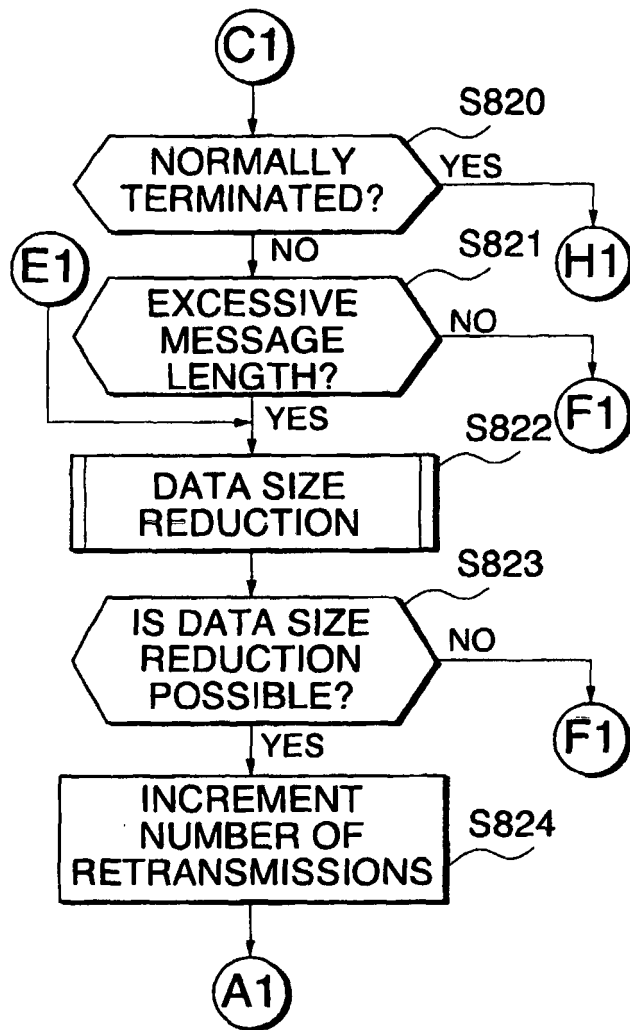 C1
S820
NORMALLY
TERMINATED?
YES
H1
NO
E1
S821
EXCESSIVE
MESSAGE
LENGTH?
NO
F1
YES
S822
DATA SIZE
REDUCTION
S823
IS DATA SIZE
REDUCTION
POSSIBLE?
NO
F1
YES
INCREMENT
NUMBER OF
RETRANSMISSIONS
S824
A1